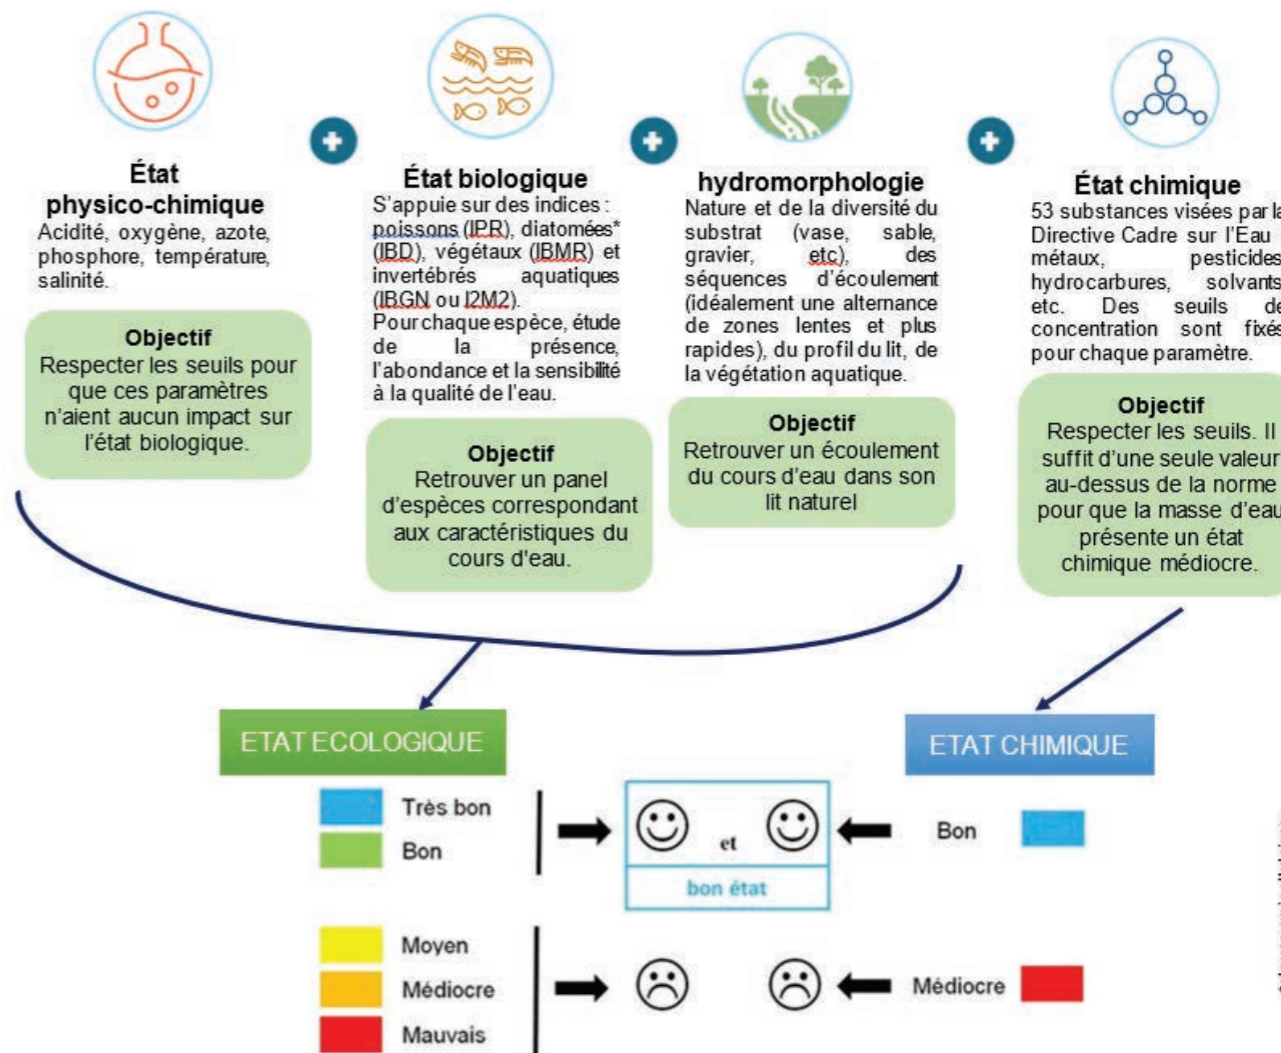 État
physico-chimique
Acidité, oxygène, azote,
phosphore, température,
salinité.
Objectif
Respecter les seuils pour
que ces paramètres
n'aient aucun impact sur
l'état biologique.
État biologique
S'appuie sur des indices :
poissons (IPR), diatomées*
(IBD), végétaux (IBMR) et
invertébrés aquatiques
(IBGN ou I2M2).
Pour chaque espèce, étude
de la présence,
l'abondance et la sensibilité
à la qualité de l'eau.
Objectif
Retrouver un panel
d'espèces correspondant
aux caractéristiques du
cours d'eau.
hydromorphologie
Nature et de la diversité du
substrat (vase, sable,
gravier, etc), des
séquences d'écoulement
(idéalement une alternance
de zones lentes et plus
rapides), du profil du lit, de
la végétation aquatique.
Objectif
Retrouver un écoulement
du cours d'eau dans son
lit naturel
État chimique
53 substances visées par la
Directive Cadre sur l'Eau
métaux, pesticides
hydrocarbures, solvants
etc. Des seuils de
concentration sont fixés
pour chaque paramètre.
Objectif
Respecter les seuils. Il
suffit d'une seule valeur
au-dessus de la norme
pour que la masse d'eau
présente un état
chimique médiocre.
ETAT ECOLOGIQUE
ETAT CHIMIQUE
Très bon
Bon
et
bon état
Bon
Moyen
Médiocre
Mauvais
Médiocre